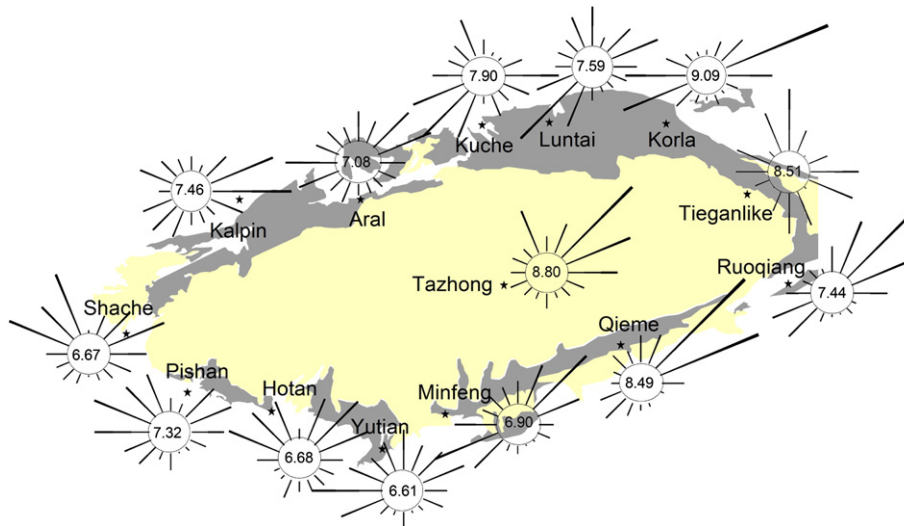 7.90
7.59
9.09
Kuche
Luntai
Korla
7.08
7.46
8.51
Kalpin
Aral
Tieganlike
Tazhong
8.80
Ruoqiang
7.44
Shache
6.67
Qieme
8.49
Pishan
Hotan
Minfeng
7.32
Yutian
6.90
6.68
6.61